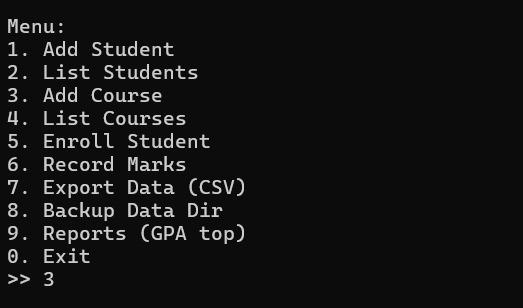 Menu:
1. Add Student
2. List Students
3. Add Course
4. List Courses
5. Enroll Student
6. Record Marks
7. Export Data (CSV)
8. Backup Data Dir
9. Reports (GPA top)
0. Exit
>> 3